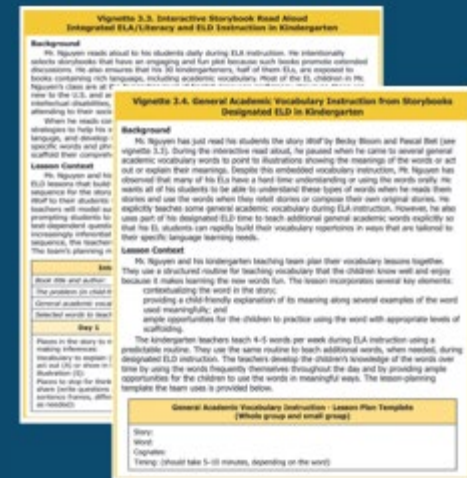 Vignette 3.3. Interactive Storybook Read Aloud
Integrated ELA/Literacy and ELD Instruction in Kindergarten
Background
Mr. Nguyen reads aloud to his students daily during ELA instruction. He intentionally
selects storybooks that have an engaging and fun plot because such books promote extended
discussions. He also ensures that his 30 kindergarteners, half of them ELs, are exposed to
books containing rich language, including academic vocabulary. Most of the EL children in Mr.
Nguyen's class are at
new to the U.S. and
intellectual disabilities,
attending to their
When he reads
strategies to help his
language, and develop
specific words and
scaffold their
Lesson Context
Mr. Nguyen and his
ELD lessons that build
sequence for the story
Wolf to their students
teachers will model
prompting students to
text-dependent
increasingly inferential
sequence, the teachers
The team's planning
Book title and author:
The problem (in child-
General academic
Selected words to teach
Day 1
Places in the story to
making inferences:
Vocabulary to explain
act out (A) or show in
illustration (I):
Places to stop for
share (write questions
sentence frames,
as needed):
Vignette 3.4. General Academic Vocabulary Instruction from Storybooks
Designated ELD in Kindergarten
Background
Mr. Nguyen has just read his students the story Wolf by Becky Bloom and Pascal Biet (see
vignette 3.3). During the interactive read aloud, he paused when he came to several general
academic vocabulary words to point to illustrations showing the meanings of the words or act
out or explain their meanings. Despite this embedded vocabulary instruction, Mr. Nguyen has
observed that many of his ELs have a hard time understanding or using the words orally. He
wants all of his students to be able to understand these types of words when he reads them
stories and use the words when they retell stories or compose their own original stories. He
explicitly teaches some general academic vocabulary during ELA instruction. However, he also
uses part of his designated ELD time to teach additional general academic words explicitly so
that his EL students can rapidly build their vocabulary repertoires in ways that are tailored to
their specific language learning needs.
Lesson Context
Mr. Nguyen and his kindergarten teaching team plan their vocabulary lessons together.
They use a structured routine for teaching vocabulary that the children know well and enjoy
because it makes learning the new words fun. The lesson incorporates several key elements:
contextualizing the word in the story;
providing a child-friendly explanation of its meaning along several examples of the word
used meaningfully; and
ample opportunities for the children to practice using the word with appropriate levels of
scaffolding.
The kindergarten teachers teach 4–5 words per week during ELA instruction using a
predictable routine. They use the same routine to teach additional words, when needed, during
designated ELD instruction. The teachers develop the children's knowledge of the words over
time by using the words frequently themselves throughout the day and by providing ample
opportunities for the children to use the words in meaningful ways. The lesson-planning
template the team uses is provided below.
General Academic Vocabulary Instruction - Lesson Plan Template
(Whole group and small group)
Story:
Word:
Cognates:
Timing: (should take 5–10 minutes, depending on the word)